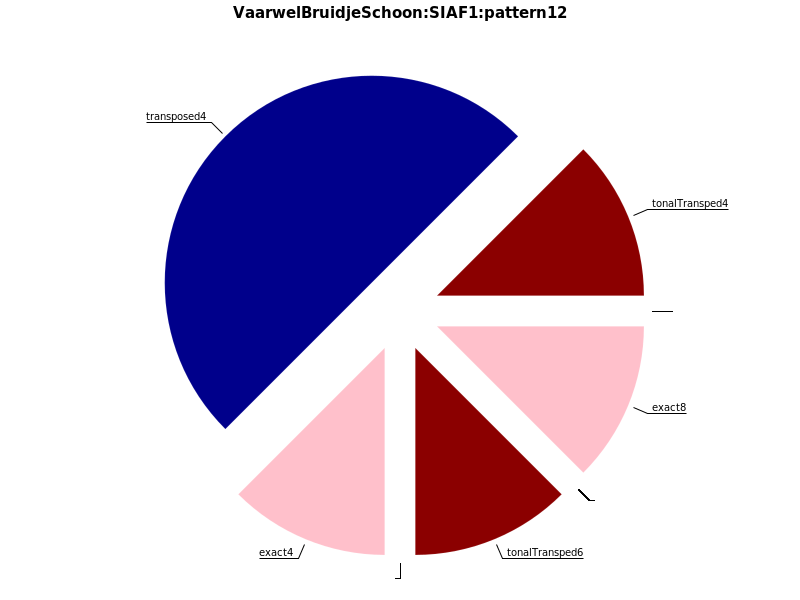 VaarwelBruidjeSchoon:SIAF1:pattern12
transposed4
tonalTransped4
exact8
exact4
tonalTransped6